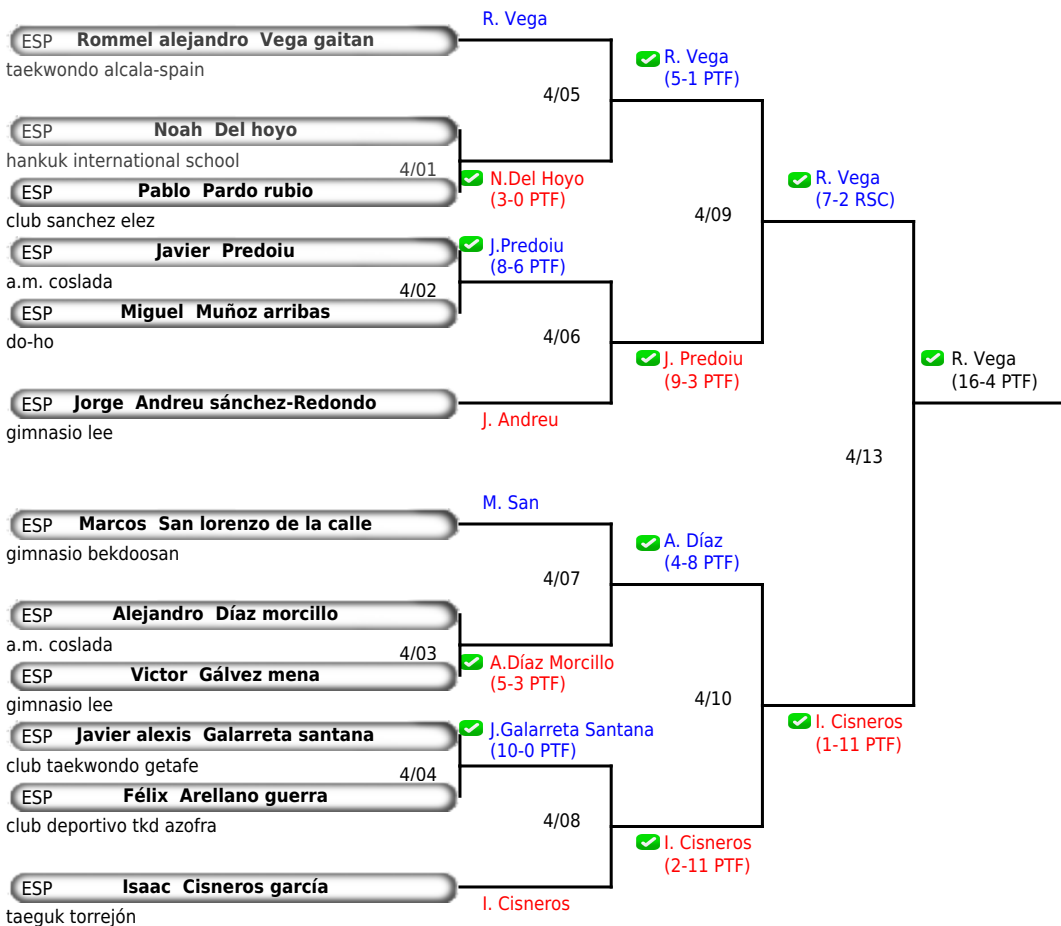 R. Vega
ESP Rommel alejandro Vega gaitan
taekwondo alcala-spain
R. Vega
(5-1 PTF)
4/05
ESP Noah Del hoyo
hankuk international school
4/01
ESP Pablo Pardo rubio
club sanchez elez
N.Del Hoyo
(3-0 PTF)
R. Vega
(7-2 RSC)
4/09
ESP Javier Predoiu
a.m. coslada
J.Predoiu
(8-6 PTF)
4/02
ESP Miguel Muñoz arribas
do-ho
4/06
J. Predoiu
(9-3 PTF)
R. Vega
(16-4 PTF)
ESP Jorge Andreu sánchez-Redondo
gimnasio lee
J. Andreu
4/13
M. San
ESP Marcos San lorenzo de la calle
gimnasio bekdoosan
A. Díaz
(4-8 PTF)
4/07
ESP Alejandro Díaz morcillo
a.m. coslada
4/03
ESP Victor Gálvez mena
gimnasio lee
A.Díaz Morcillo
(5-3 PTF)
4/10
I. Cisneros
(1-11 PTF)
ESP Javier alexis Galarreta santana
club taekwondo getafe
J.Galarreta Santana
(10-0 PTF)
4/04
ESP Félix Arellano guerra
club deportivo tkd azofra
4/08
I. Cisneros
(2-11 PTF)
ESP Isaac Cisneros garcía
taeguk torrejón
I. Cisneros